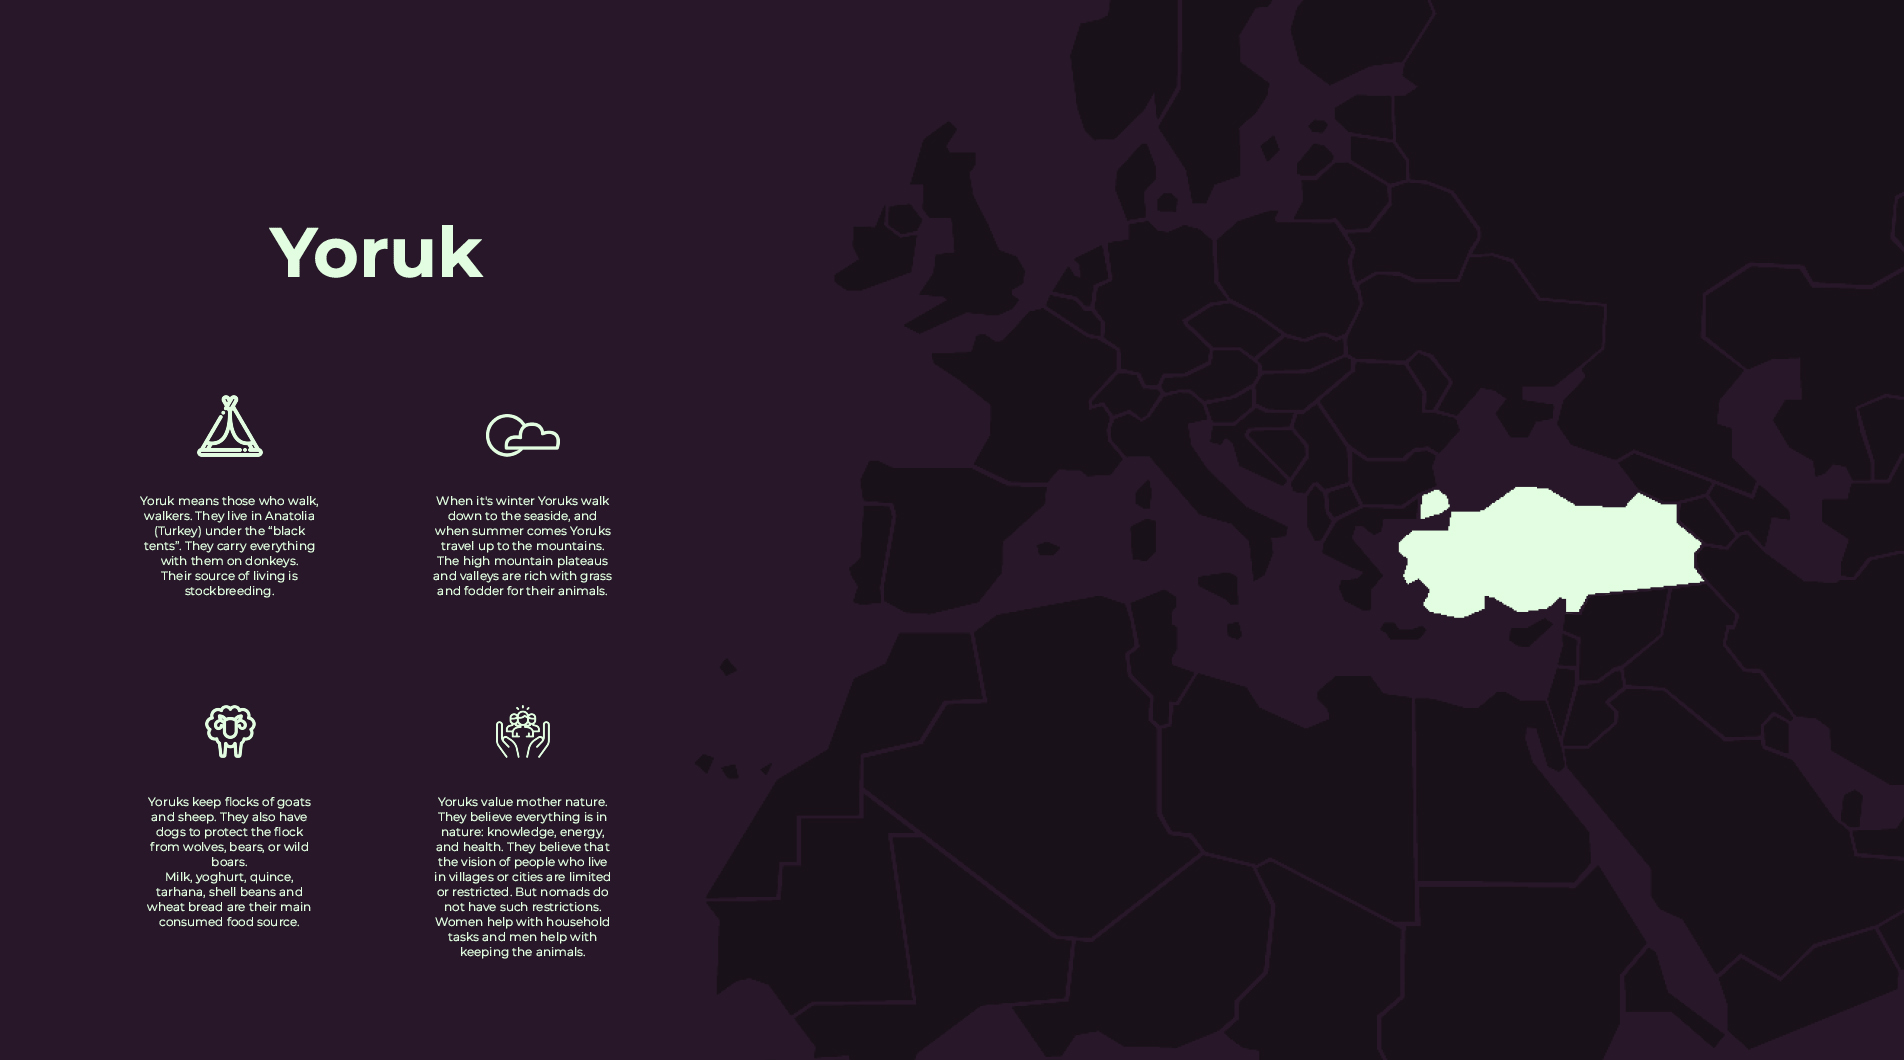 Yoruk
Yoruk means those who walk,
walkers. They live in Anatolia
(Turkey) under the “black
tents”. They carry everything
with them on donkeys.
Their source of living is
stockbreeding.
When it's winter Yoruks walk
down to the seaside, and
when summer comes Yoruks
travel up to the mountains.
The high mountain plateaus
and valleys are rich with grass
and fodder for their animals.
Yoruks keep flocks of goats
and sheep. They also have
dogs to protect the flock
from wolves, bears, or wild
boars.
Milk, yoghurt, quince,
tarhana, shell beans and
wheat bread are their main
consumed food source.
Yoruks value mother nature.
They believe everything is in
nature: knowledge, energy,
and health. They believe that
the vision of people who live
in villages or cities are limited
or restricted. But nomads do
not have such restrictions.
Women help with household
tasks and men help with
keeping the animals.